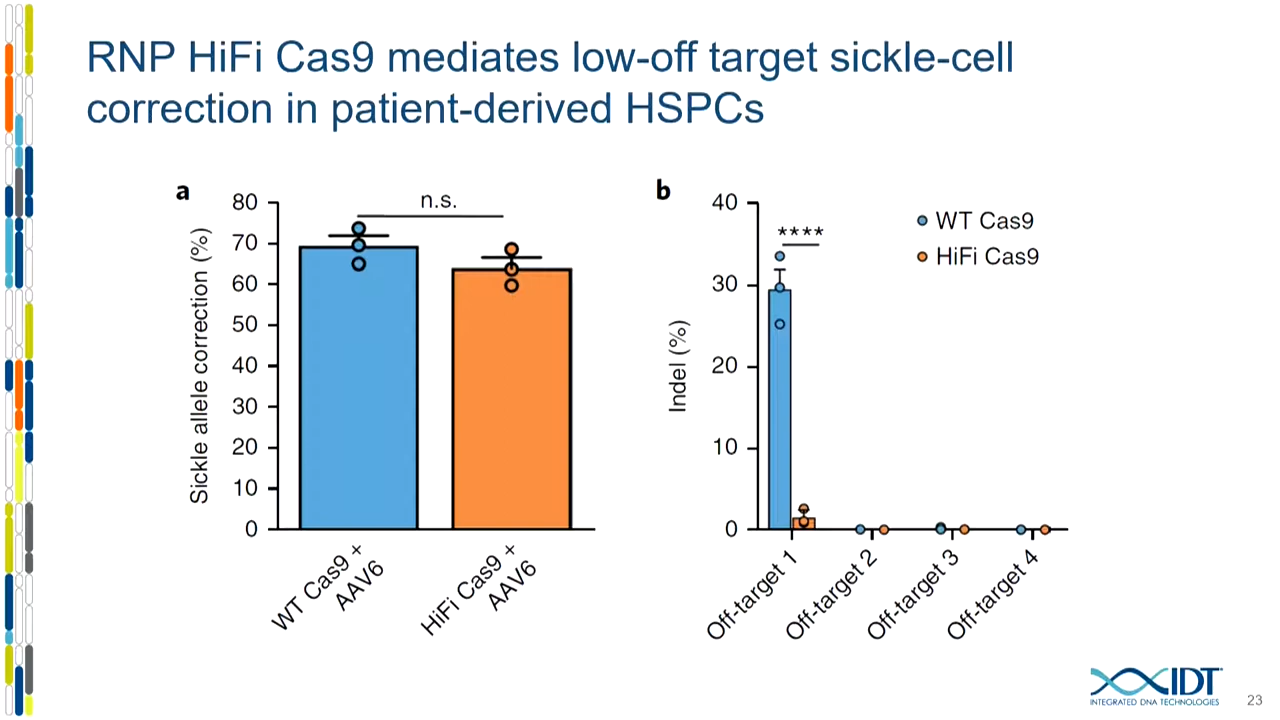 RNP HiFi Cas9 mediates low-off target sickle-cell
correction in patient-derived HSPCs
a
n.s.
Sickle allele correction (%)
80
70
60
50
40
30
20
10
0
WT Cas9 +
AAV6
HiFi Cas9 +
AAV6
b
WT Cas9
HiFi Cas9
****
Indel (%)
40
30
20
10
0
Off-target 1
Off-target 2
Off-target 3
Off-target 4
IDT
INTEGRATED DNA TECHNOLOGIES
23